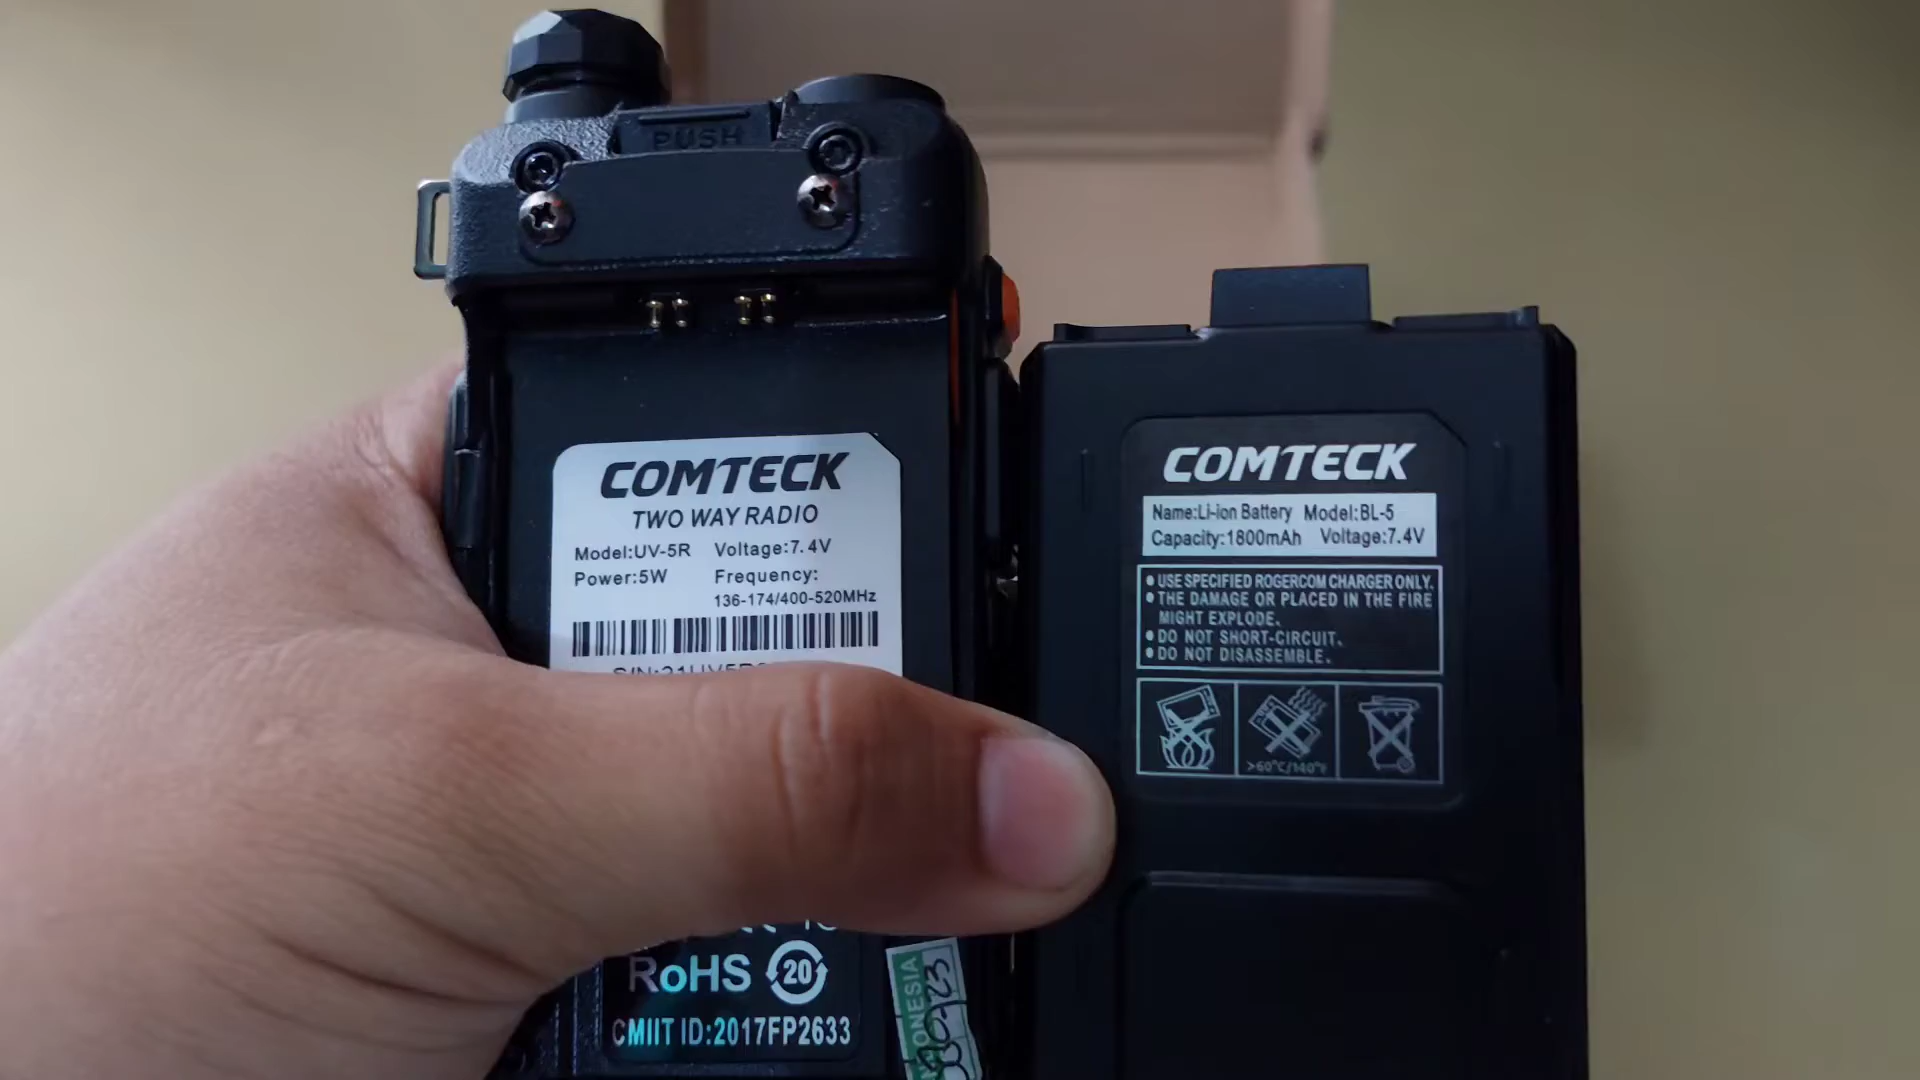 PUSH
COMTECK
TWO WAY RADIO
Model:UV-5R Voltage:7.4V
Power:5W Frequency:
136-174/400-520MHz
RoHS 20
CMIIT ID:2017FP2633
COMTECK
Name:Li-ion Battery Model:BL-5
Capacity:1800mAh Voltage:7.4V
• USE SPECIFIED ROGERCOM CHARGER ONLY.
• THE DAMAGE OR PLACED IN THE FIRE
MIGHT EXPLODE.
• DO NOT SHORT-CIRCUIT.
• DO NOT DISASSEMBLE.
>60°C/140°F